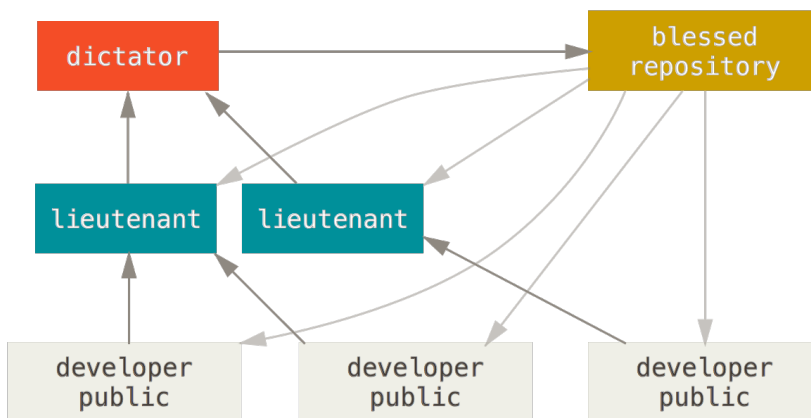 dictator
blessed
repository
lieutenant
lieutenant
developer
public
developer
public
developer
public